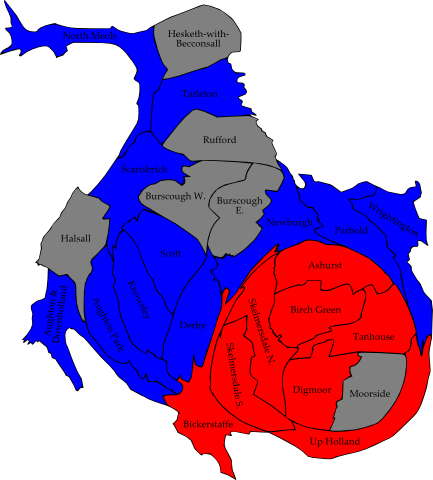 North Meols
Hesketh-with-
Becconsall
Tarleton
Rufford
Scarisbrick
Burscough W.
Burscough
E.
Newburgh
Parbold
Wrightington
Halsall
Scott
Ashurst
Aughton &
Downholland
Aughton Park
Knowsley
Derby
Skelmersdale N.
Birch Green
Tanhouse
Skelmersdale S.
Digmoor
Moorside
Bickerstaffe
Up Holland